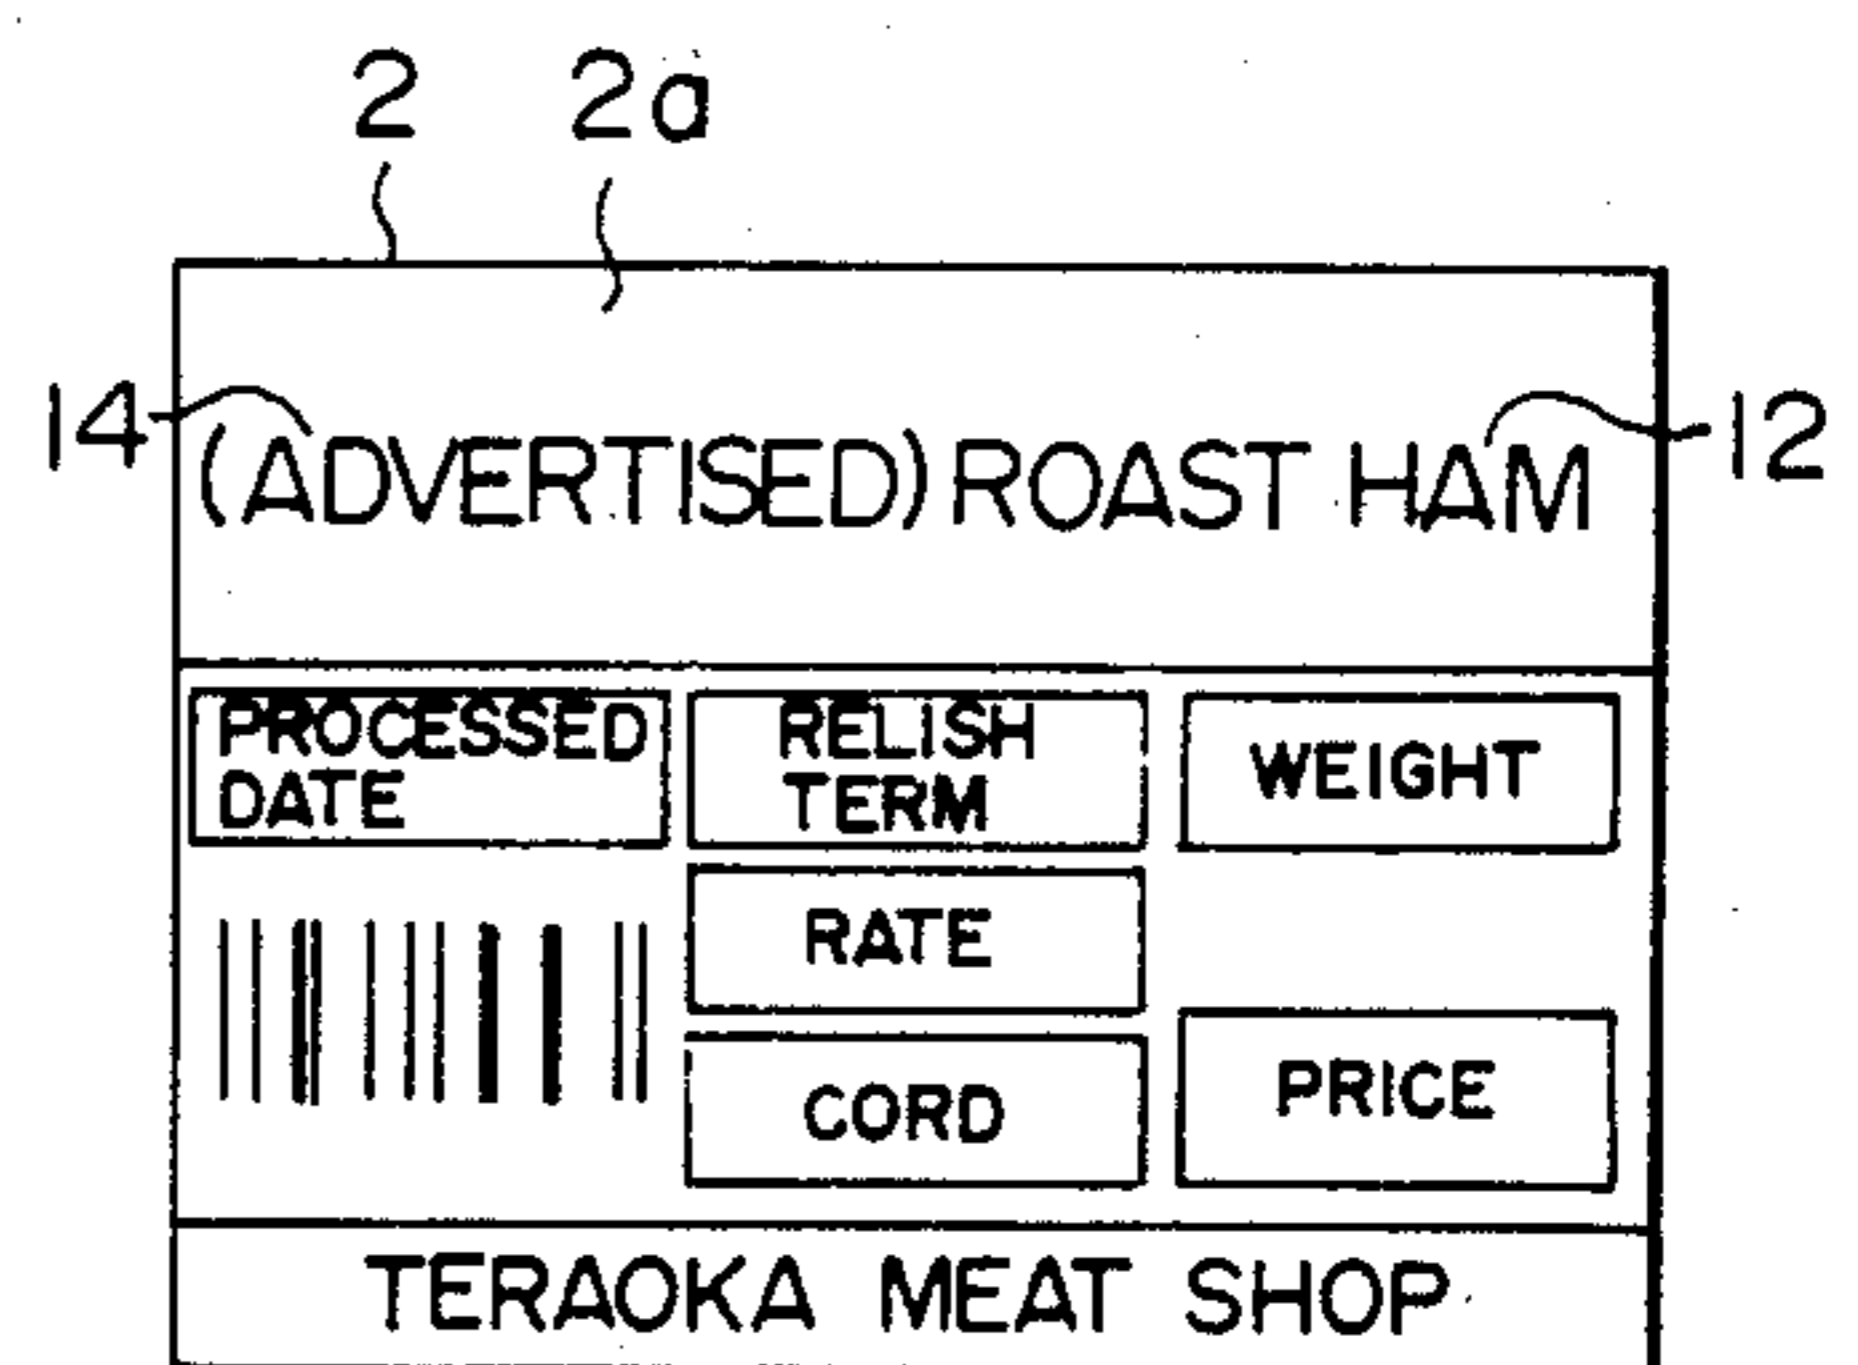 2 2a
14 (ADVERTISED) ROAST HAM 12
PROCESSED
DATE
RELISH
TERM
WEIGHT
RATE
CORD
PRICE
TERAOKA MEAT SHOP